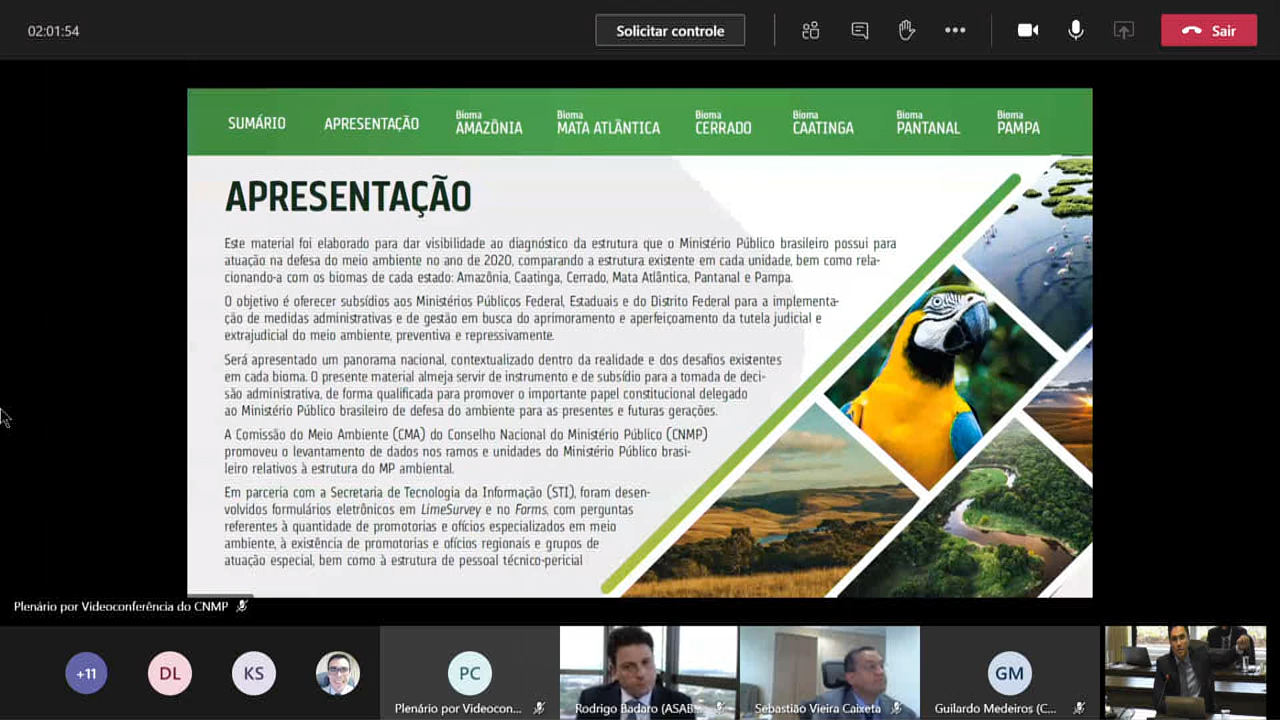 02:01:54
Solicitar controle
Sair
SUMÁRIO
APRESENTAÇÃO
Bioma
AMAZÔNIA
Bioma
MATA ATLÂNTICA
Bioma
CERRADO
Bioma
CAATINGA
Bioma
PANTANAL
Bioma
PAMPA
APRESENTAÇÃO
Este material foi elaborado para dar visibilidade ao diagnóstico da estrutura que o Ministério Público brasileiro possui para
atuação na defesa do meio ambiente no ano de 2020, comparando a estrutura existente em cada unidade, bem como rela-
cionando-a com os biomas de cada estado: Amazônia, Caatinga, Cerrado, Mata Atlântica, Pantanal e Pampa.
O objetivo é oferecer subsídios aos Ministérios Públicos Federal, Estaduais e do Distrito Federal para a implementa-
ção de medidas administrativas e de gestão em busca do aprimoramento e aperfeiçoamento da tutela judicial e
extrajudicial do meio ambiente, preventiva e repressivamente.
Será apresentado um panorama nacional, contextualizado dentro da realidade e dos desafios existentes
em cada bioma. O presente material almeja servir de instrumento e de subsídio para a tomada de deci-
são administrativa, de forma qualificada para promover o importante papel constitucional delegado
ao Ministério Público brasileiro de defesa do ambiente para as presentes e futuras gerações.
A Comissão do Meio Ambiente (CMA) do Conselho Nacional do Ministério Público (CNMP)
promoveu o levantamento de dados nos ramos e unidades do Ministério Público brasi-
leiro relativos à estrutura do MP ambiental.
Em parceria com a Secretaria de Tecnologia da Informação (STI), foram desen-
volvidos formulários eletrônicos em LimeSurvey e no Forms, com perguntas
referentes à quantidade de promotorias e ofícios especializados em meio
ambiente, à existência de promotorias e ofícios regionais e grupos de
atuação especial, bem como à estrutura de pessoal técnico-pericial
Plenário por Videoconferência do CNMP
+11
DL
KS
PC
Plenário por Videocon...
Rodrigo Badaro (ASAB...
Sebastião Vieira Caixeta
GM
Guilardo Medeiros (C...